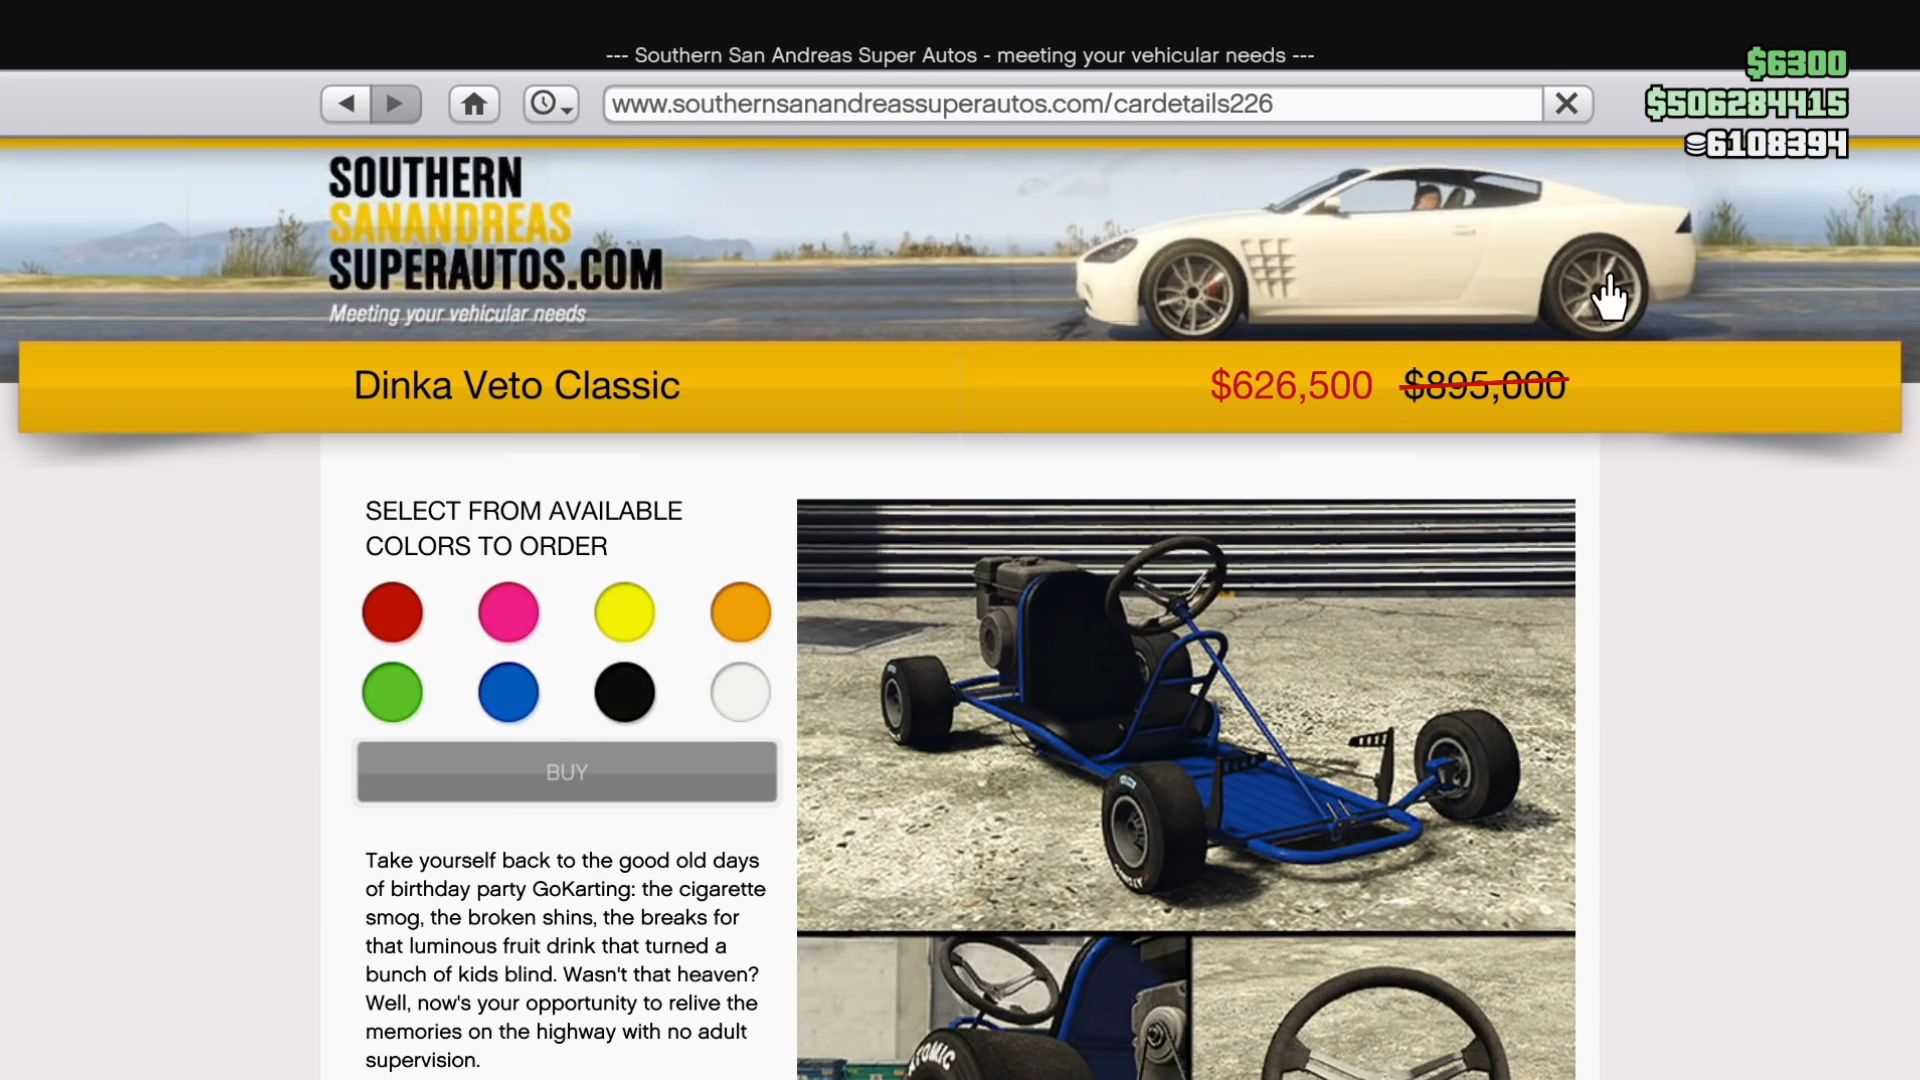 --- Southern San Andreas Super Autos - meeting your vehicular needs ---
$6300
www.southernsanandreassuperautos.com/cardetails226
$506284415
6108394
SOUTHERN
SANANDREAS
SUPERAUTOS.COM
Meeting your vehicular needs
Dinka Veto Classic
$626,500 $895,000
SELECT FROM AVAILABLE
COLORS TO ORDER
BUY
Take yourself back to the good old days
of birthday party GoKarting: the cigarette
smog, the broken shins, the breaks for
that luminous fruit drink that turned a
bunch of kids blind. Wasn't that heaven?
Well, now's your opportunity to relive the
memories on the highway with no adult
supervision.
ATOMIC
ATOMIC